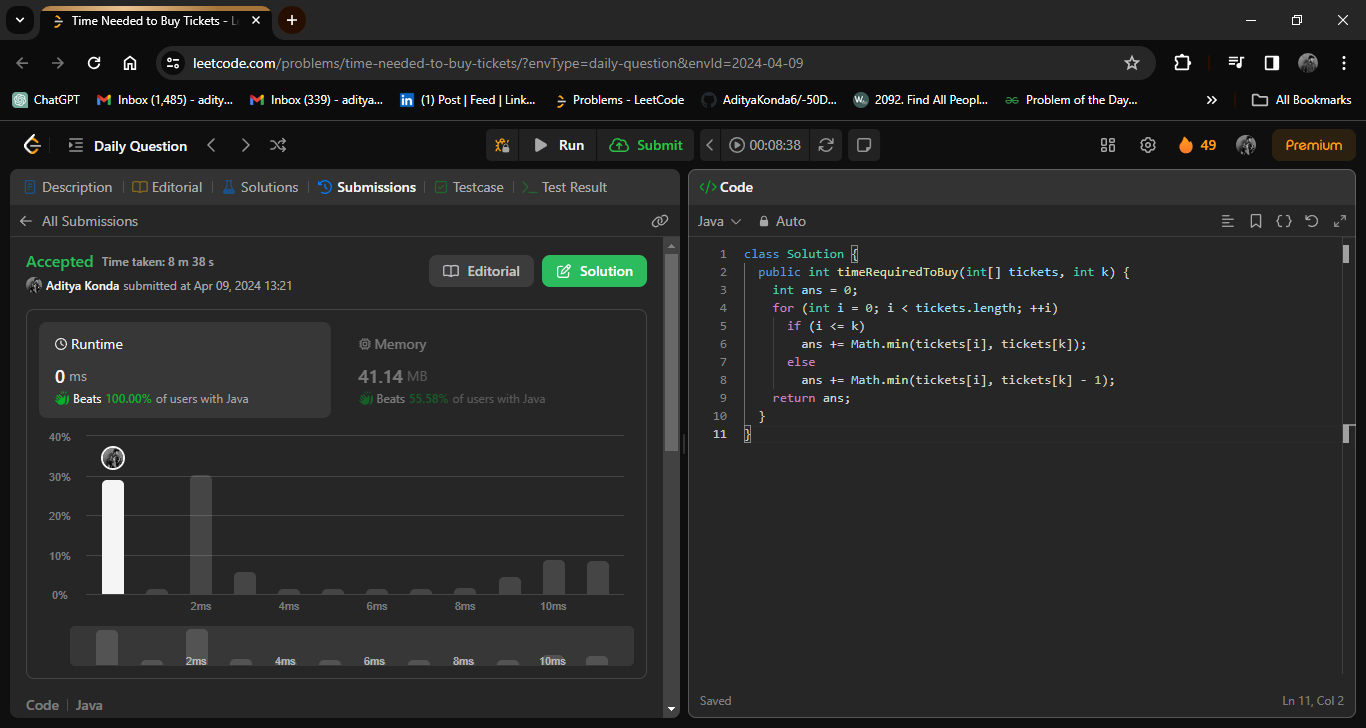 Time Needed to Buy Tickets - Le
leetcode.com/problems/time-needed-to-buy-tickets/?envType=daily-question&envId=2024-04-09
ChatGPT
Inbox (1,485) - adity...
Inbox (339) - aditya...
(1) Post | Feed | Link...
Problems - LeetCode
AdityaKonda6/-50D...
2092. Find All Peopl...
Problem of the Day...
All Bookmarks
Daily Question
Run
Submit
00:08:38
49
Premium
Description
Editorial
Solutions
Submissions
Testcase
Test Result
All Submissions
Accepted Time taken: 8 m 38 s
Aditya Konda submitted at Apr 09, 2024 13:21
Editorial
Solution
Runtime
0 ms
Beats 100.00% of users with Java
Memory
41.14 MB
Beats 55.58% of users with Java
40%
30%
20%
10%
0%
2ms 4ms 6ms 8ms 10ms
2ms 4ms 6ms 8ms 10ms
Code | Java
</> Code
Java
Auto
1 class Solution {
2 public int timeRequiredToBuy(int[] tickets, int k) {
3 int ans = 0;
4 for (int i = 0; i < tickets.length; ++i)
5 if (i <= k)
6 ans += Math.min(tickets[i], tickets[k]);
7 else
8 ans += Math.min(tickets[i], tickets[k] - 1);
9 return ans;
10 }
11 }
Saved
Ln 11, Col 2